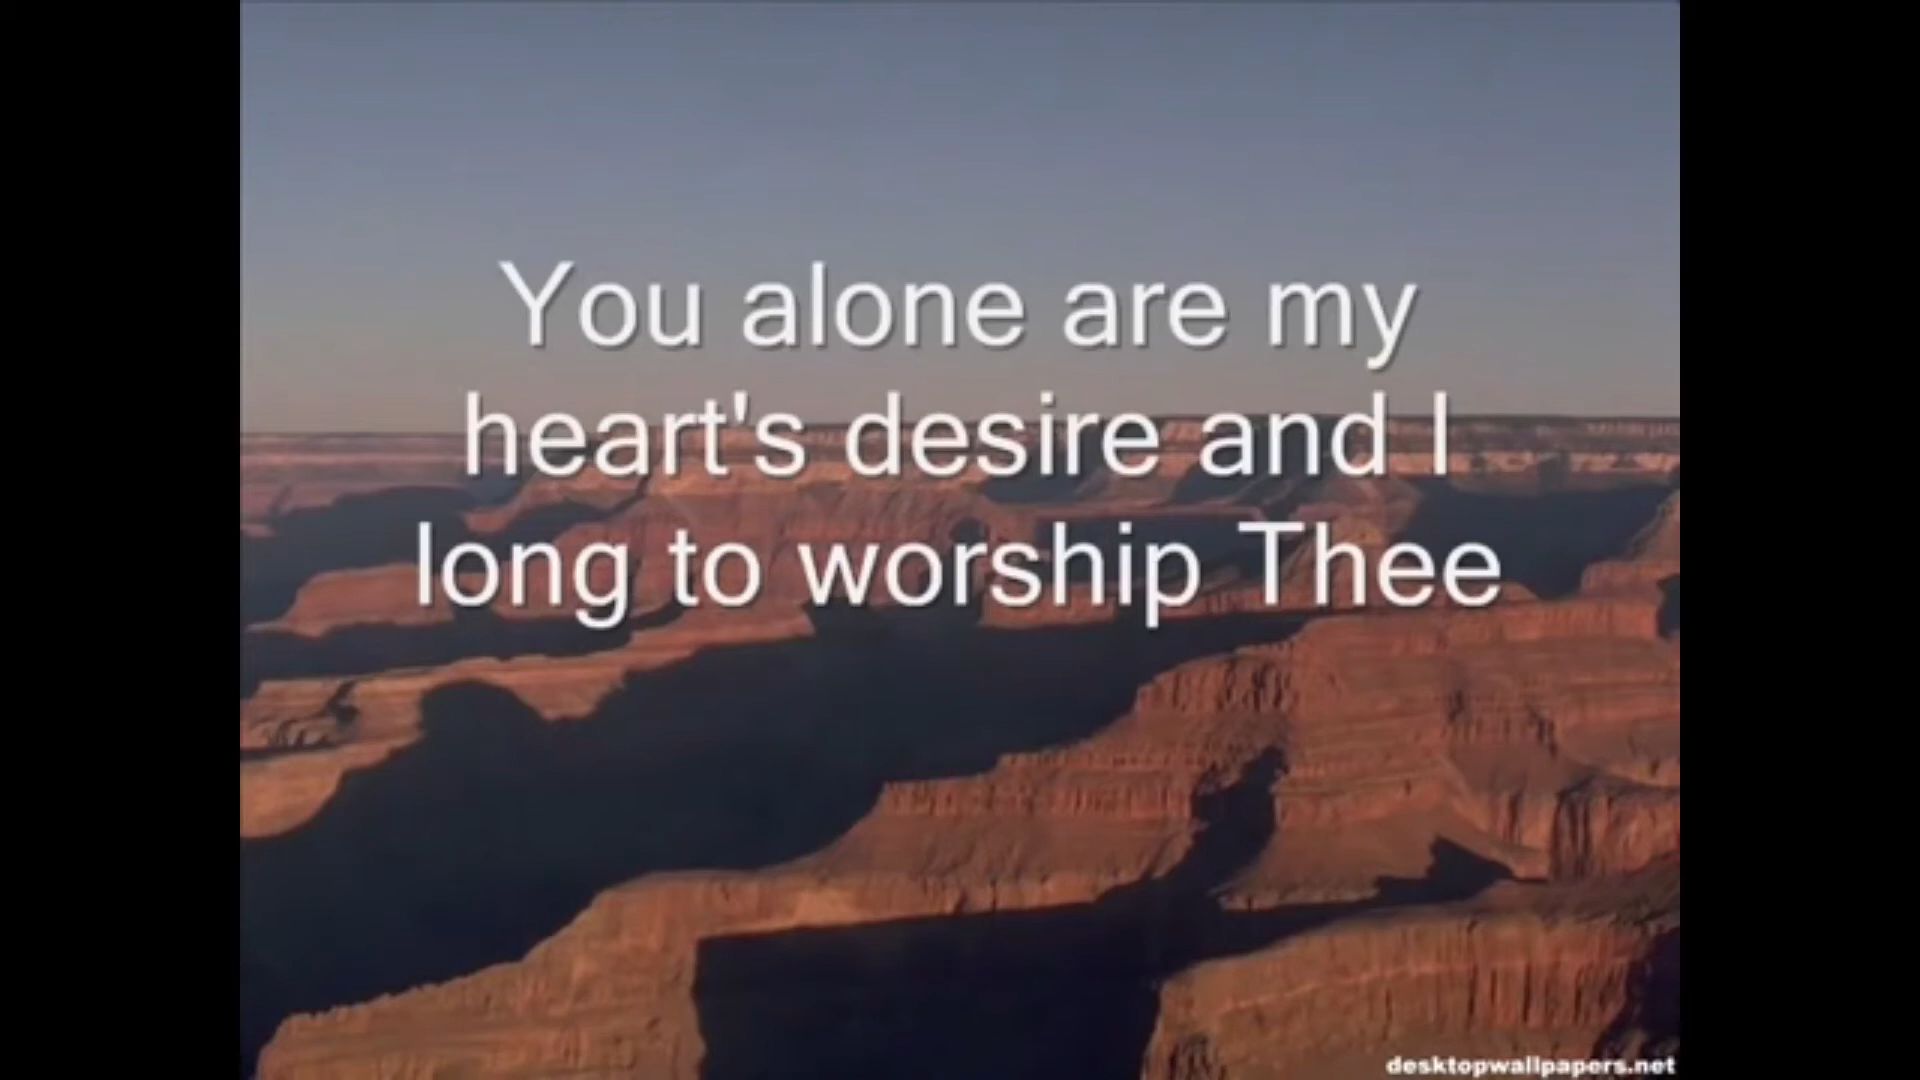 You alone are my
heart's desire and I
long to worship Thee
desktopwallpapers.net